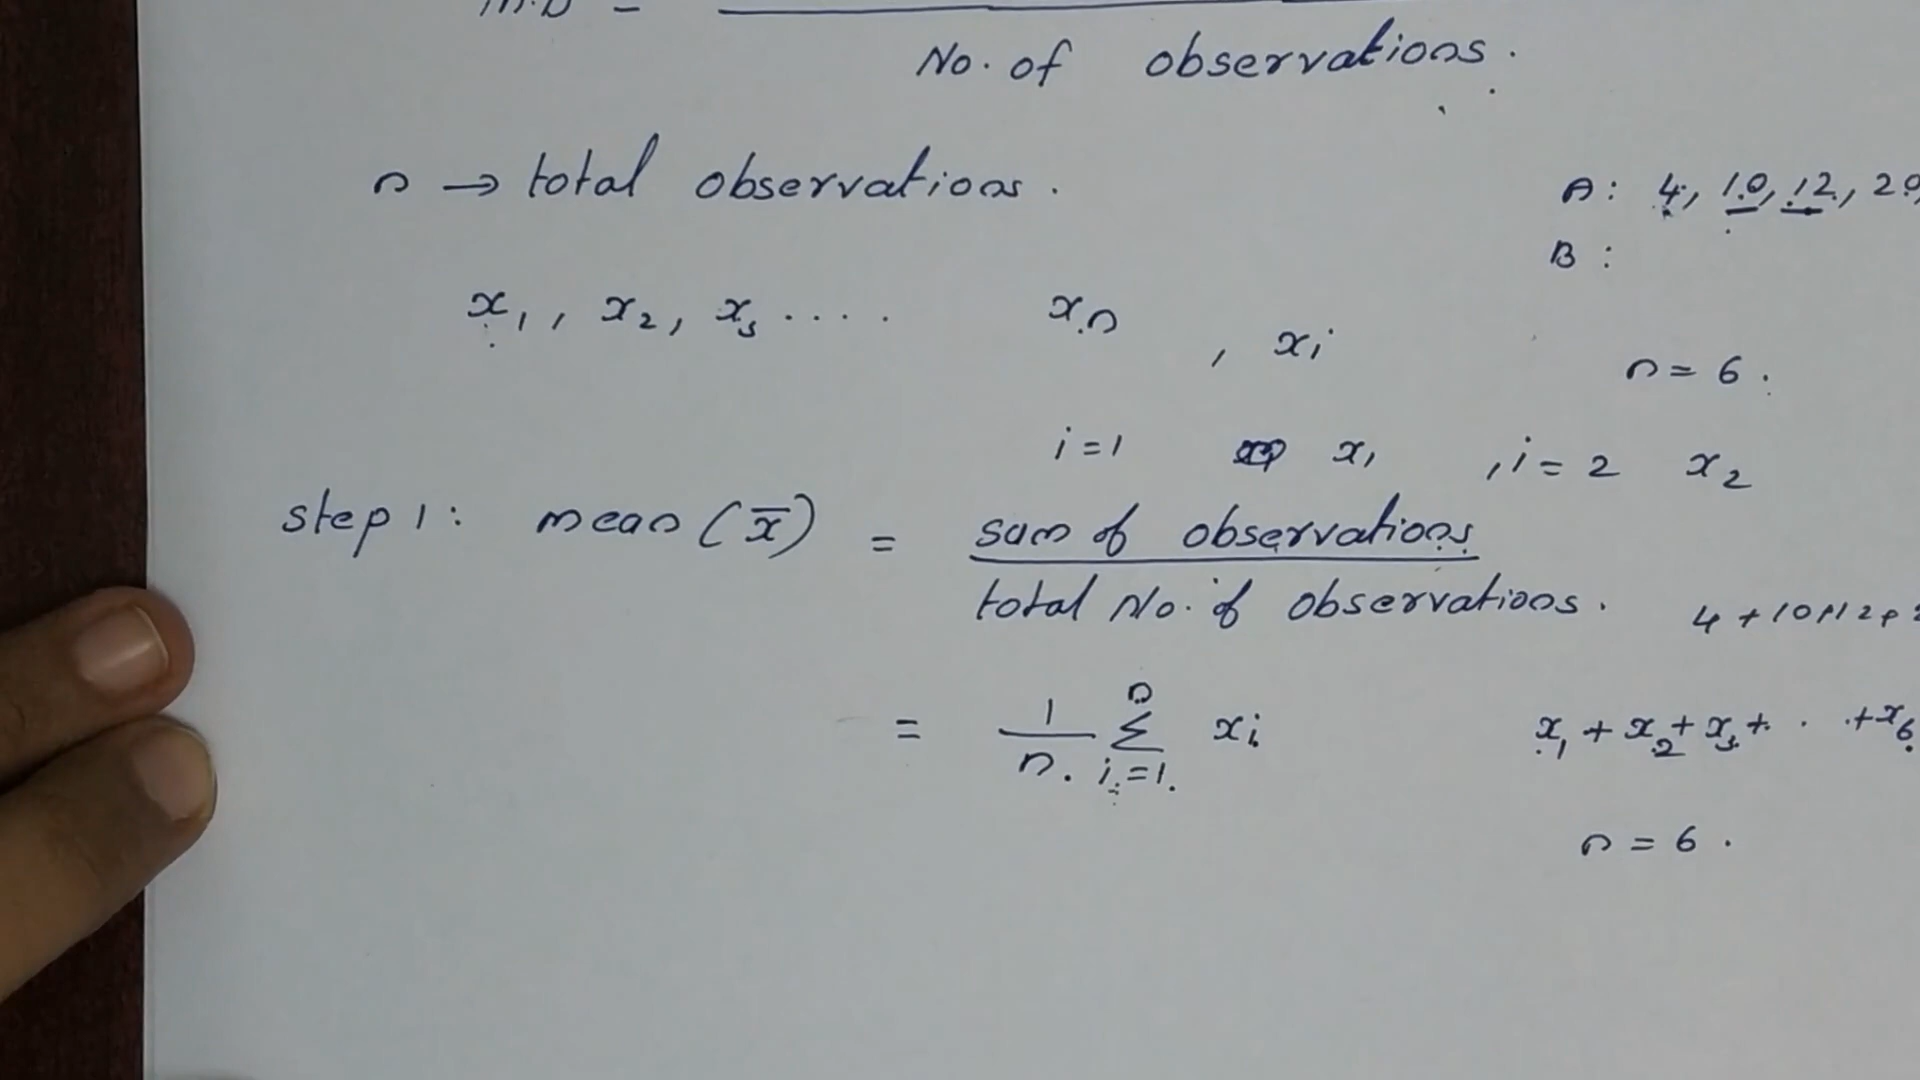 M.D =
No. of observations.
n → total observations.
A: 4, 10, 12, 20,
B :
x₁, x₂, x₃ .... xₙ , xᵢ
n = 6.
i = 1 x₁ , i = 2 x₂
step 1: mean (x̄) = sum of observations
total No. of observations.
4 + 10 + 12 +
= 1/n ∑ⁿᵢ₌₁ xᵢ
x₁ + x₂ + x₃ + . . + x₆
n = 6.